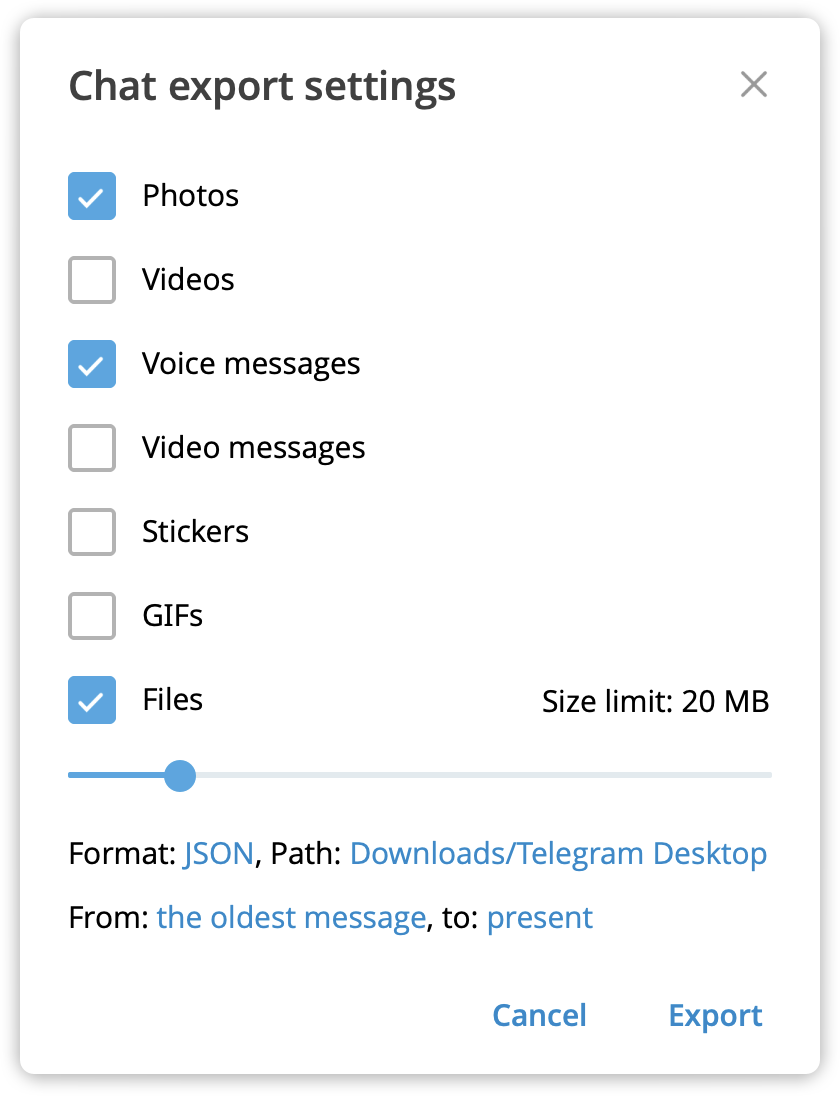 Chat export settings
Photos
Videos
Voice messages
Video messages
Stickers
GIFs
Files Size limit: 20 MB
Format: JSON, Path: Downloads/Telegram Desktop
From: the oldest message, to: present
Cancel Export